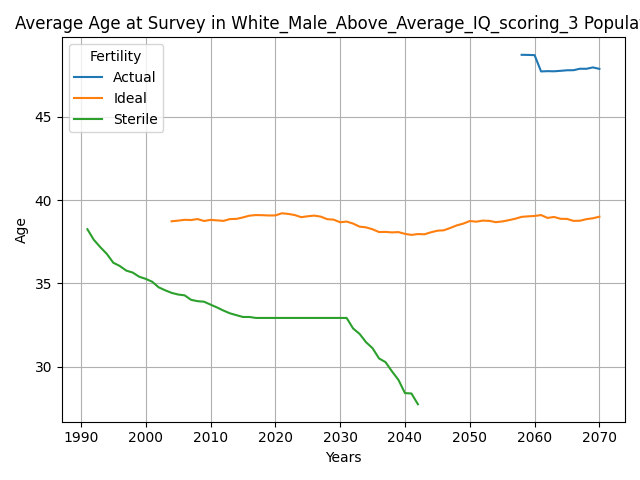 Average Age at Survey in White_Male_Above_Average_IQ_scoring_3 Popula
Fertility
Actual
Ideal
Sterile
Age
45
40
35
30
1990 2000 2010 2020 2030 2040 2050 2060 2070
Years